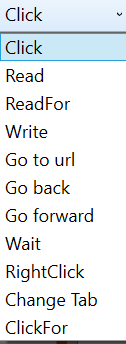 Click
Click
Read
ReadFor
Write
Go to url
Go back
Go forward
Wait
RightClick
Change Tab
ClickFor